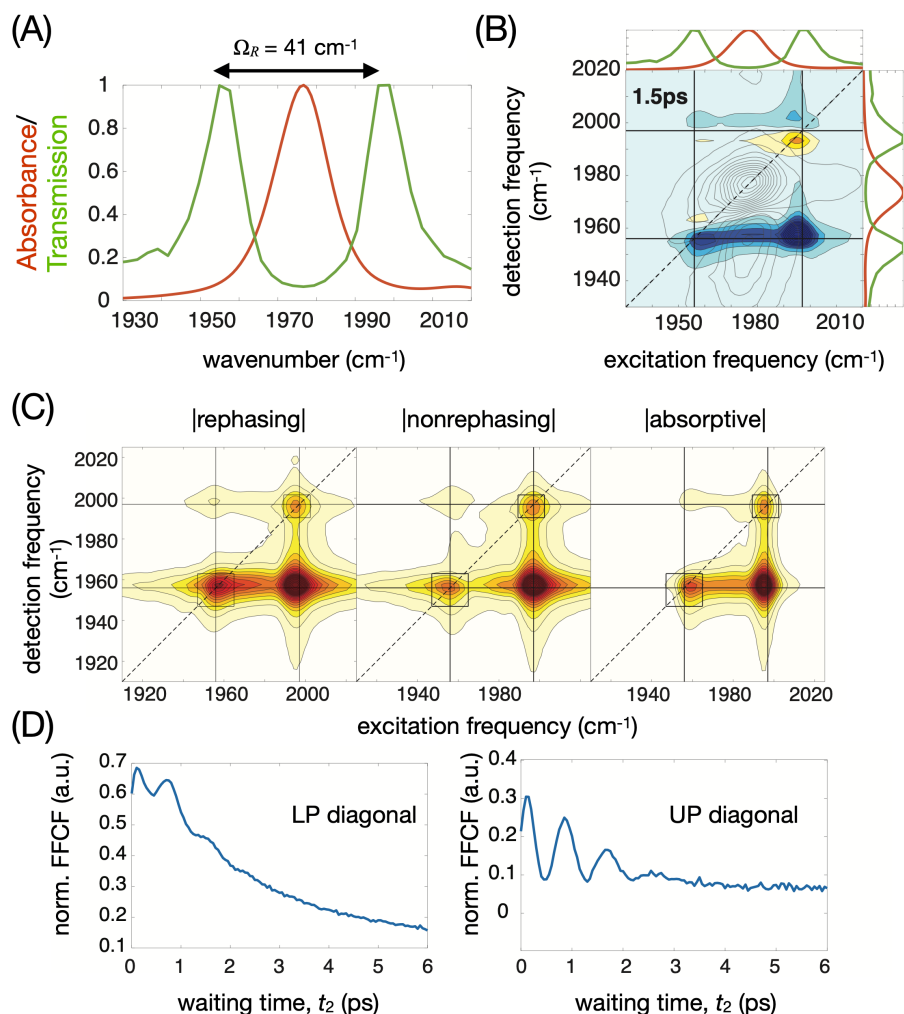 (A)
Ω_R = 41 cm⁻¹
Absorbance/
Transmission
1
0.8
0.6
0.4
0.2
0
1930 1950 1970 1990 2010
wavenumber (cm⁻¹)
(B)
1.5ps
detection frequency
(cm⁻¹)
2020
2000
1980
1960
1940
1950 1980 2010
excitation frequency (cm⁻¹)
(C)
|rephasing| |nonrephasing| |absorptive|
detection frequency
(cm⁻¹)
2020
2000
1980
1960
1940
1920
1920 1960 2000 1940 1980 1940 1980 2020
excitation frequency (cm⁻¹)
(D)
norm. FFCF (a.u.)
0.7
0.6
0.5
0.4
0.3
0.2
0.1
LP diagonal
0 1 2 3 4 5 6
waiting time, t₂ (ps)
norm. FFCF (a.u.)
0.4
0.3
0.2
0.1
0
UP diagonal
0 1 2 3 4 5 6
waiting time, t₂ (ps)